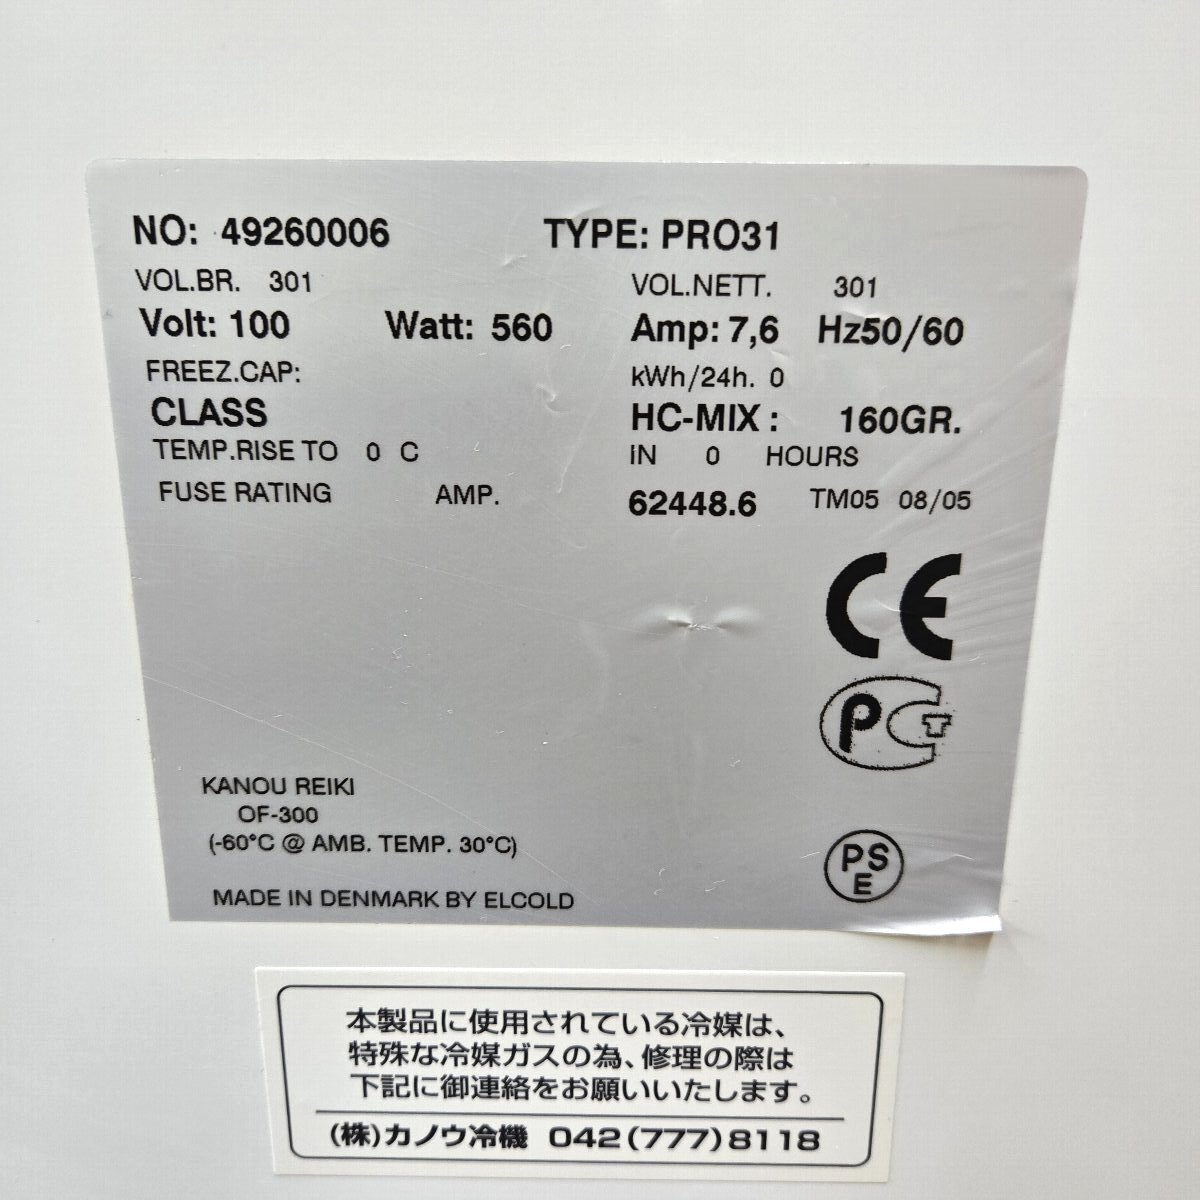 NO: 49260006 TYPE: PRO31
VOL.BR. 301 VOL.NETT. 301
Volt: 100 Watt: 560 Amp: 7,6 Hz50/60
FREEZ.CAP: kWh/24h. 0
CLASS HC-MIX : 160GR.
TEMP.RISE TO 0 C IN 0 HOURS
FUSE RATING AMP. 62448.6 TM05 08/05
CE
PCT
PS
E
KANOU REIKI
OF-300
(-60°C @ AMB. TEMP. 30°C)
MADE IN DENMARK BY ELCOLD
本製品に使用されている冷媒は、
特殊な冷媒ガスの為、修理の際は
下記に御連絡をお願いいたします。
(株)カノウ冷機 042(777)8118